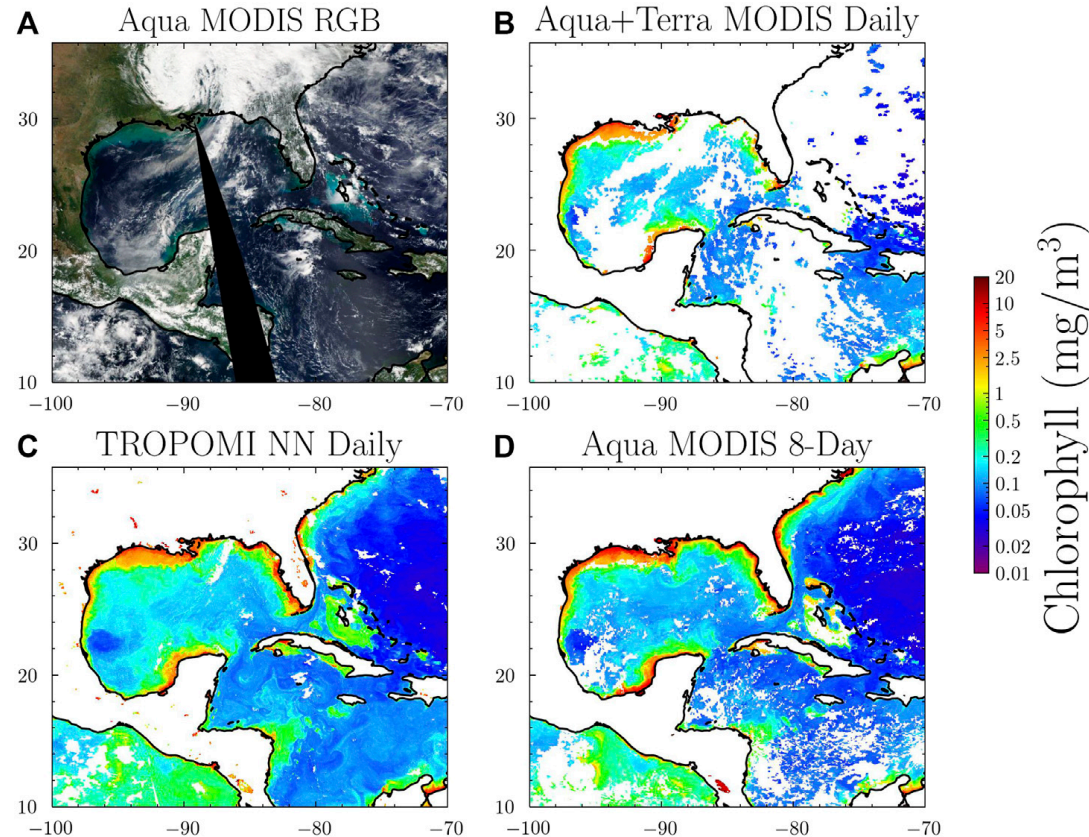 A Aqua MODIS RGB
B Aqua+Terra MODIS Daily
30
20
10
−100 −90 −80 −70
30
20
10
−100 −90 −80 −70
C TROPOMI NN Daily
D Aqua MODIS 8-Day
30
20
10
−100 −90 −80 −70
30
20
10
−100 −90 −80 −70
20
10
5
2.5
1
0.5
0.2
0.1
0.05
0.02
0.01
Chlorophyll (mg/m³)